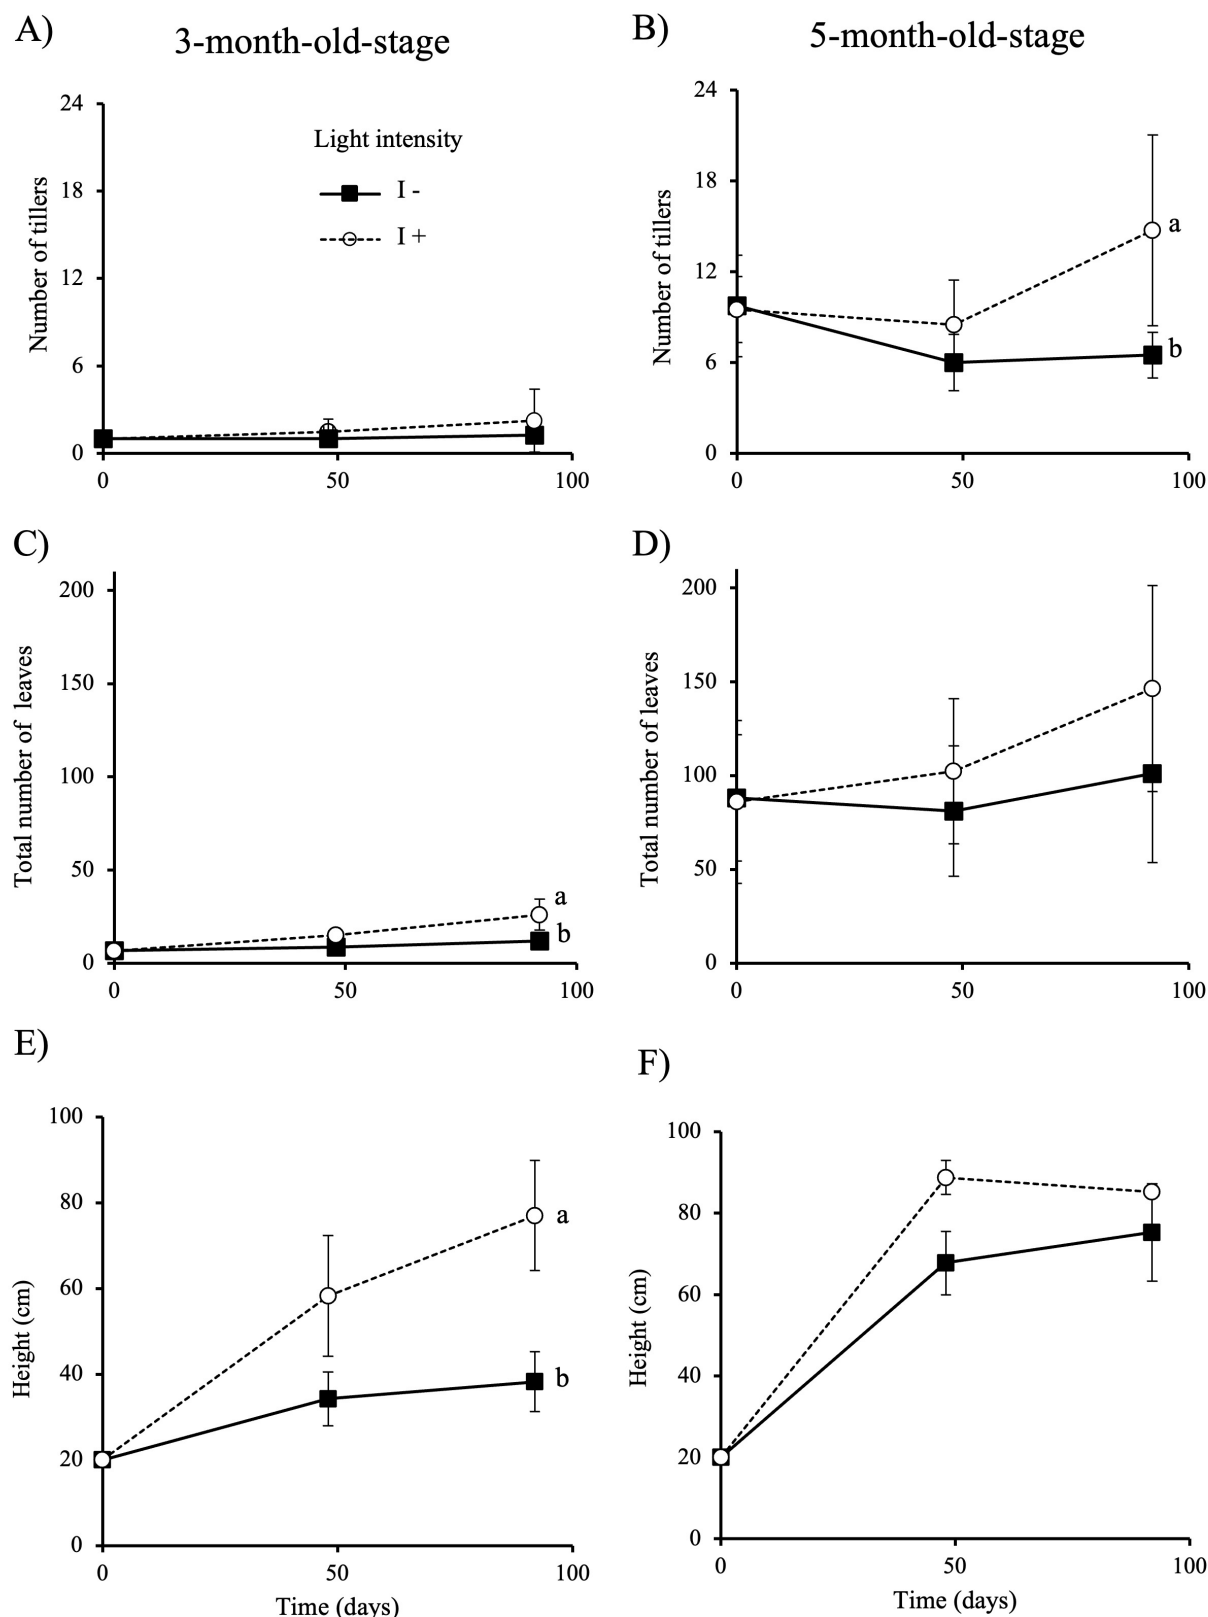 A)
3-month-old-stage
B)
5-month-old-stage
24
18
12
6
0
Number of tillers
Light intensity
I -
I +
0
50
100
24
18
12
6
0
Number of tillers
a
b
0
50
100
C)
200
150
100
50
0
Total number of leaves
a
b
0
50
100
D)
200
150
100
50
0
Total number of leaves
0
50
100
E)
100
80
60
40
20
0
Height (cm)
a
b
0
50
100
Time (days)
F)
100
80
60
40
20
0
Height (cm)
0
50
100
Time (days)